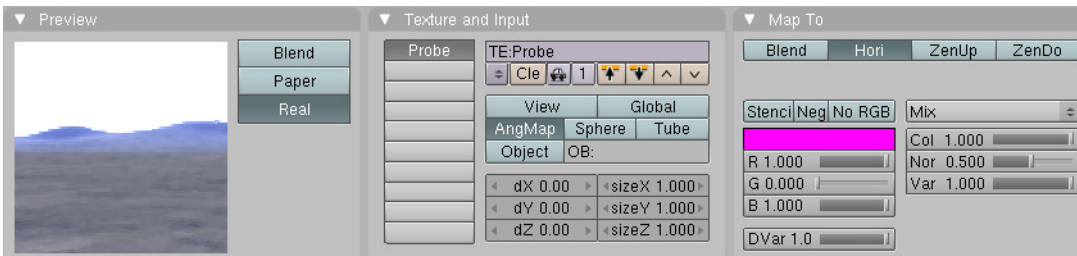 Preview
Blend
Paper
Real
Texture and Input
Probe
TE:Probe
Cle 1
View Global
AngMap Sphere Tube
Object OB:
dX 0.00 sizeX 1.000
dY 0.00 sizeY 1.000
dZ 0.00 sizeZ 1.000
Map To
Blend Hori ZenUp ZenDo
Stenci Neg No RGB Mix
Col 1.000
R 1.000 Nor 0.500
G 0.000 Var 1.000
B 1.000
DVar 1.0